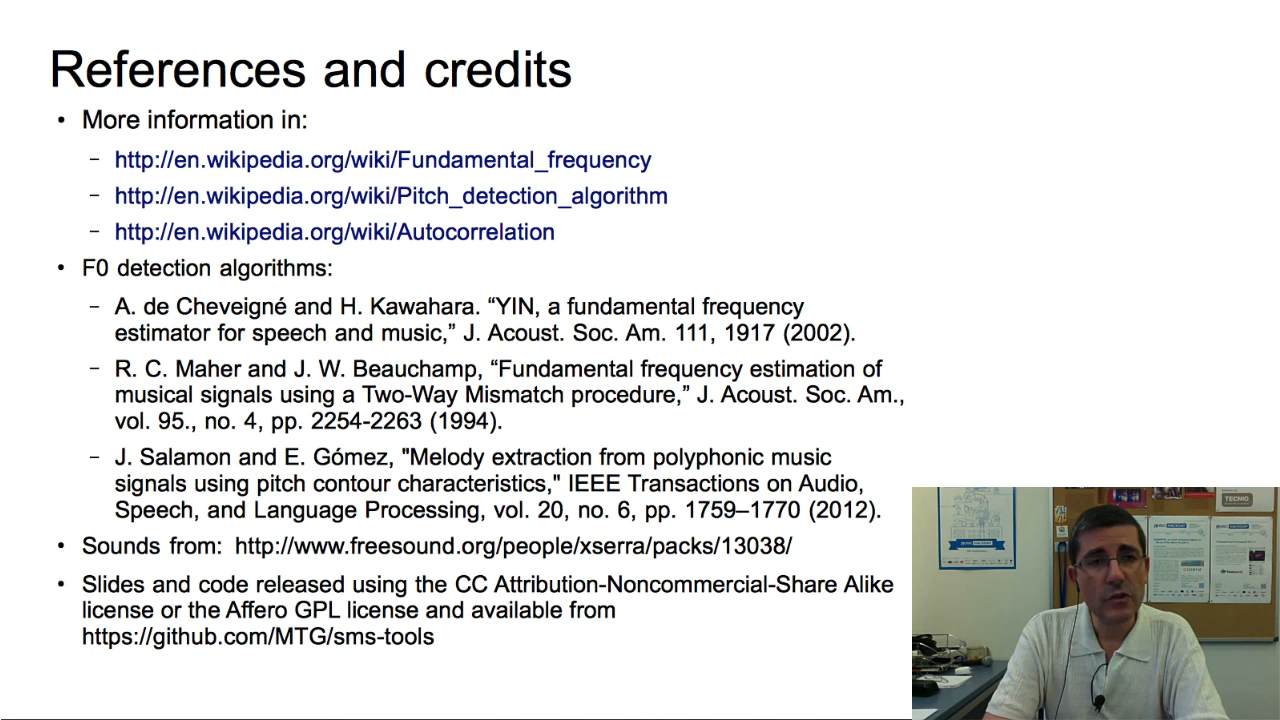 References and credits
• More information in:
– http://en.wikipedia.org/wiki/Fundamental_frequency
– http://en.wikipedia.org/wiki/Pitch_detection_algorithm
– http://en.wikipedia.org/wiki/Autocorrelation
• F0 detection algorithms:
– A. de Cheveigné and H. Kawahara. “YIN, a fundamental frequency
estimator for speech and music,” J. Acoust. Soc. Am. 111, 1917 (2002).
– R. C. Maher and J. W. Beauchamp, “Fundamental frequency estimation of
musical signals using a Two-Way Mismatch procedure,” J. Acoust. Soc. Am.,
vol. 95., no. 4, pp. 2254-2263 (1994).
– J. Salamon and E. Gómez, "Melody extraction from polyphonic music
signals using pitch contour characteristics," IEEE Transactions on Audio,
Speech, and Language Processing, vol. 20, no. 6, pp. 1759–1770 (2012).
• Sounds from: http://www.freesound.org/people/xserra/packs/13038/
• Slides and code released using the CC Attribution-Noncommercial-Share Alike
license or the Affero GPL license and available from
https://github.com/MTG/sms-tools
TECNIO